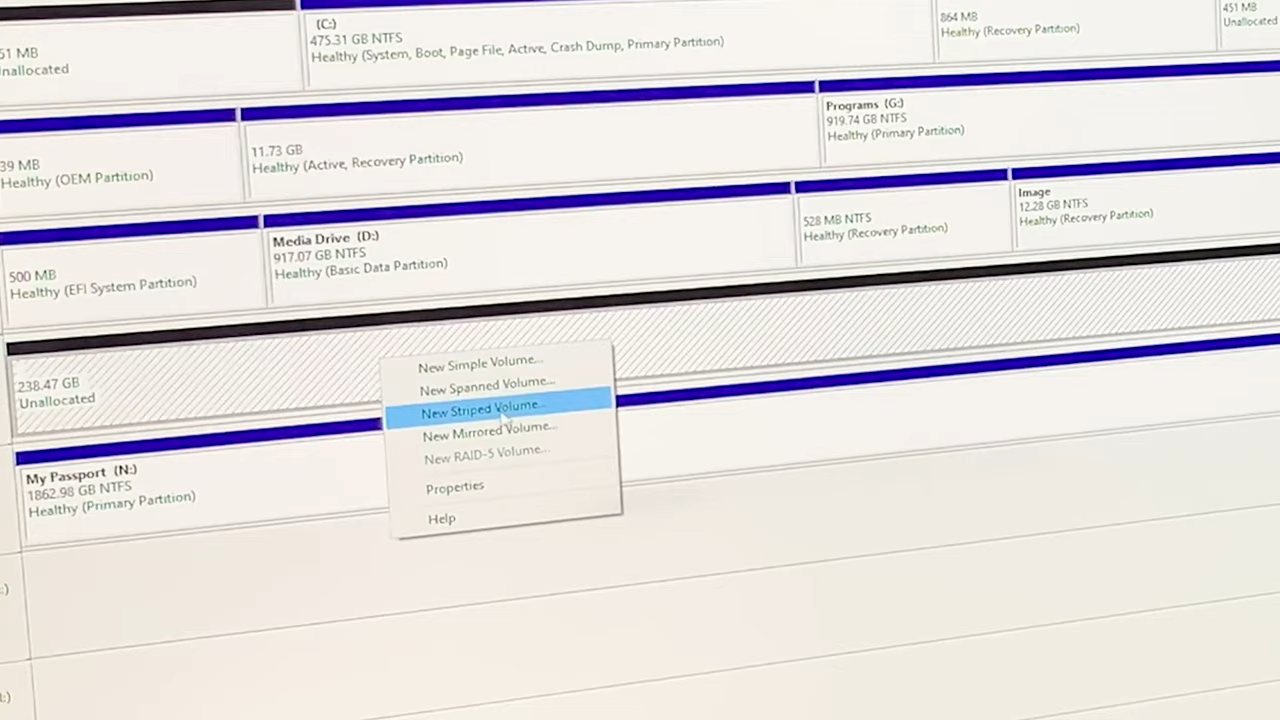 (C:)
475.31 GB NTFS
Healthy (System, Boot, Page File, Active, Crash Dump, Primary Partition)
864 MB
Healthy (Recovery Partition)
451 MB
Unallocated
51 MB
Unallocated
39 MB
Healthy (OEM Partition)
11.73 GB
Healthy (Active, Recovery Partition)
Programs (G:)
919.74 GB NTFS
Healthy (Primary Partition)
500 MB
Healthy (EFI System Partition)
Media Drive (D:)
917.07 GB NTFS
Healthy (Basic Data Partition)
528 MB NTFS
Healthy (Recovery Partition)
Image
12.28 GB NTFS
Healthy (Recovery Partition)
238.47 GB
Unallocated
New Simple Volume...
New Spanned Volume...
New Striped Volume...
New Mirrored Volume...
New RAID-5 Volume...
Properties
Help
My Passport (N:)
1862.98 GB NTFS
Healthy (Primary Partition)